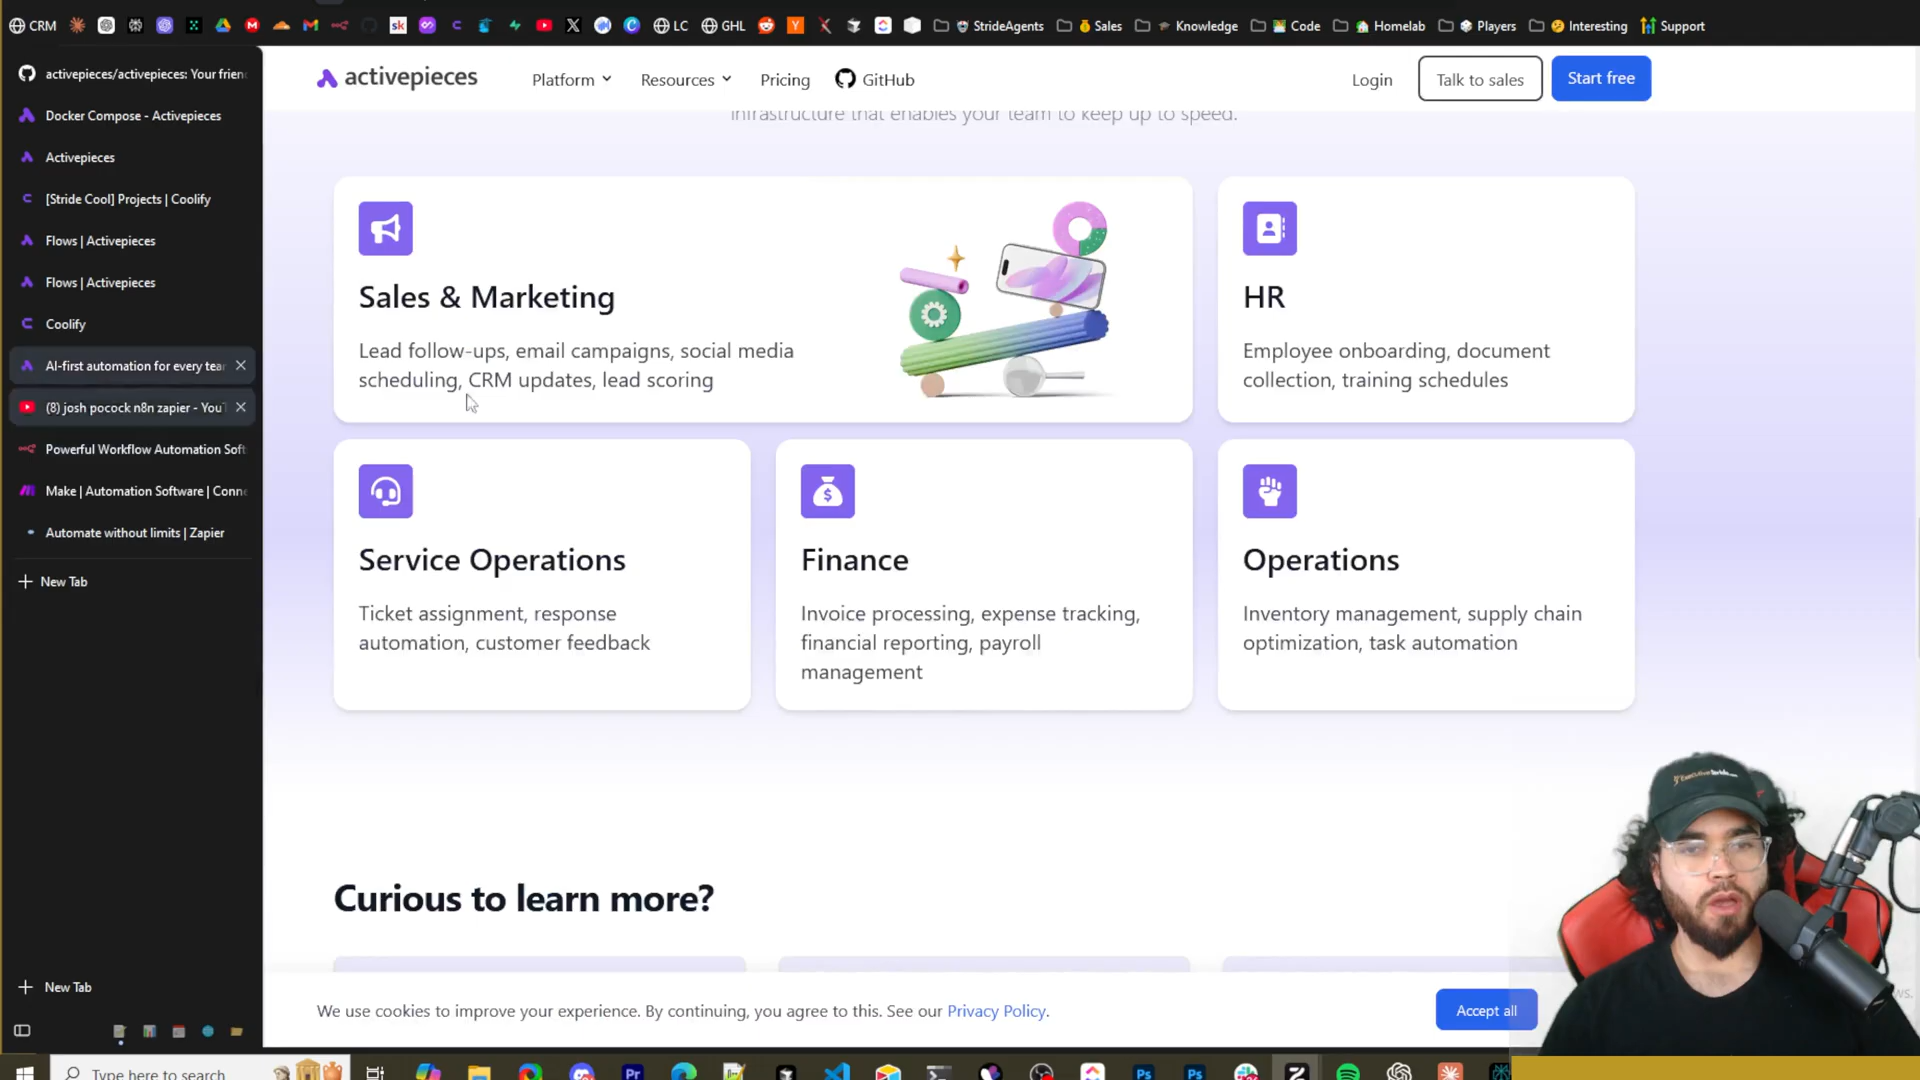 CRM
sk
LC
GHL
StrideAgents
Sales
Knowledge
Code
Homelab
Players
Interesting
Support
activepieces/activepieces: Your frien
Docker Compose - Activepieces
Activepieces
[Stride Cool] Projects | Coolify
Flows | Activepieces
Flows | Activepieces
Coolify
AI-first automation for every tea
(8) josh pocock n8n zapier - You
Powerful Workflow Automation Soft
Make | Automation Software | Conne
Automate without limits | Zapier
New Tab
New Tab
activepieces
Platform
Resources
Pricing
GitHub
Login
Talk to sales
Start free
infrastructure that enables your team to keep up to speed.
Sales & Marketing
Lead follow-ups, email campaigns, social media
scheduling, CRM updates, lead scoring
HR
Employee onboarding, document
collection, training schedules
Service Operations
Ticket assignment, response
automation, customer feedback
Finance
Invoice processing, expense tracking,
financial reporting, payroll
management
Operations
Inventory management, supply chain
optimization, task automation
Curious to learn more?
We use cookies to improve your experience. By continuing, you agree to this. See our Privacy Policy.
Accept all
Type here to search
Pr
Ps
Ps